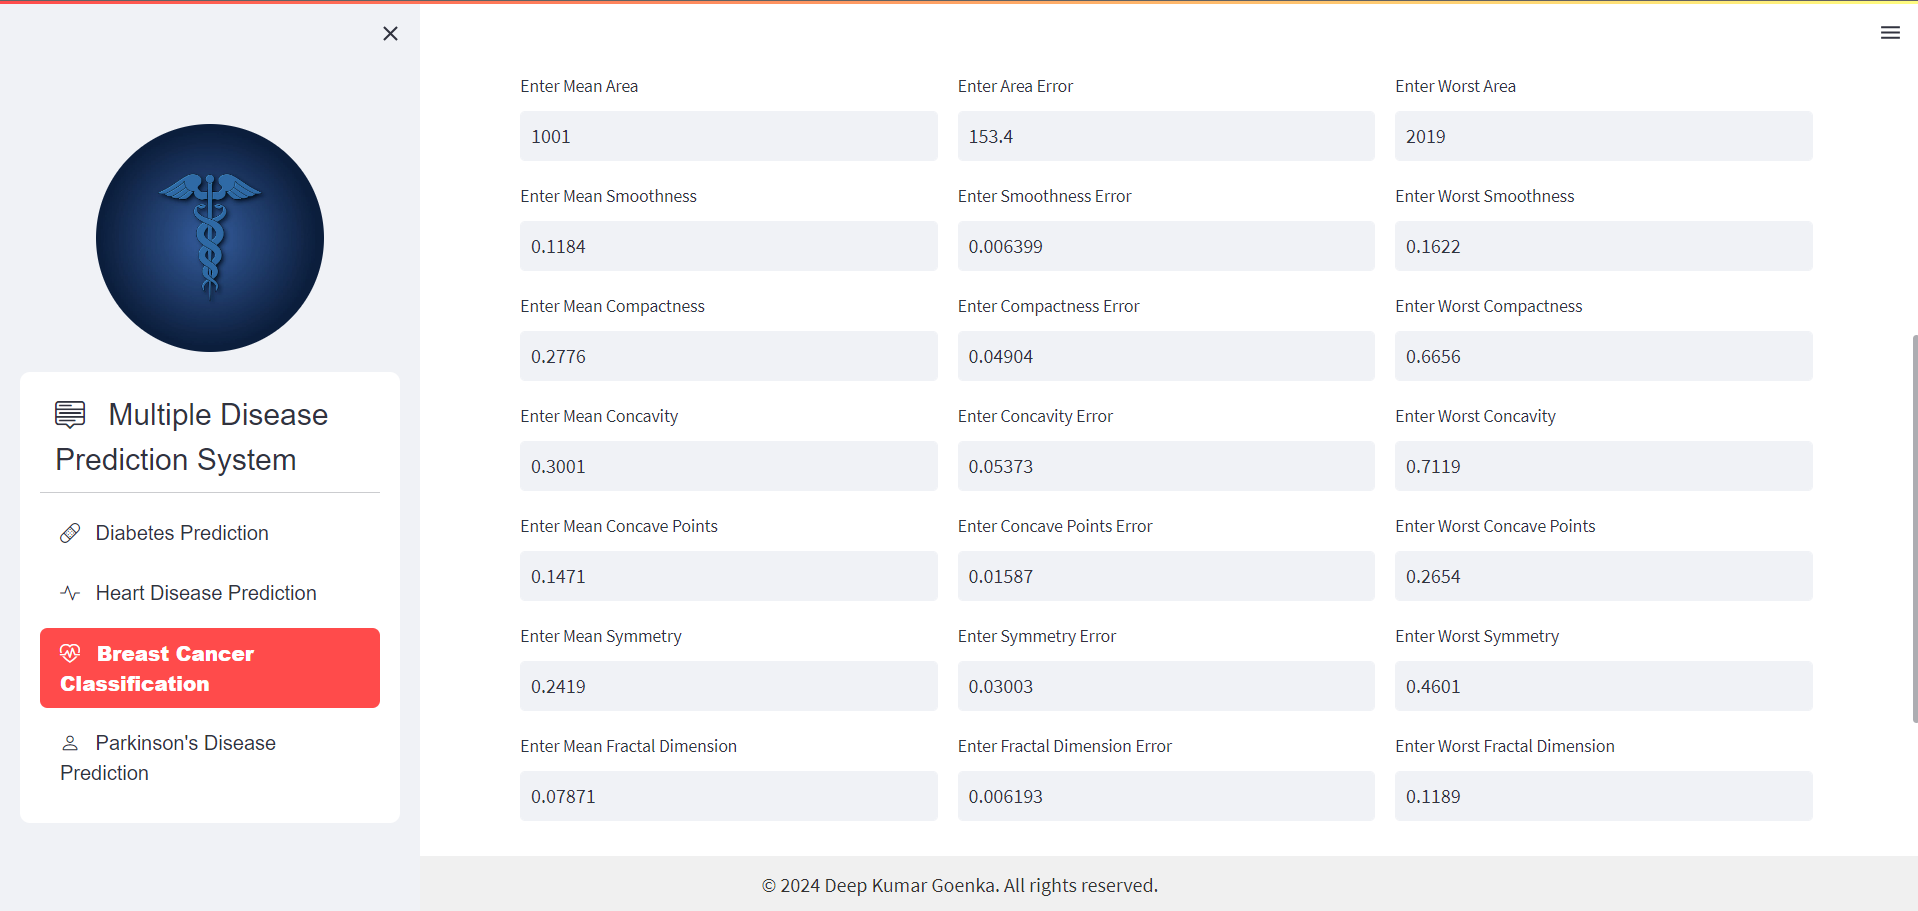 Multiple Disease
Prediction System
Diabetes Prediction
Heart Disease Prediction
Breast Cancer
Classification
Parkinson's Disease
Prediction
Enter Mean Area
Enter Area Error
Enter Worst Area
1001
153.4
2019
Enter Mean Smoothness
Enter Smoothness Error
Enter Worst Smoothness
0.1184
0.006399
0.1622
Enter Mean Compactness
Enter Compactness Error
Enter Worst Compactness
0.2776
0.04904
0.6656
Enter Mean Concavity
Enter Concavity Error
Enter Worst Concavity
0.3001
0.05373
0.7119
Enter Mean Concave Points
Enter Concave Points Error
Enter Worst Concave Points
0.1471
0.01587
0.2654
Enter Mean Symmetry
Enter Symmetry Error
Enter Worst Symmetry
0.2419
0.03003
0.4601
Enter Mean Fractal Dimension
Enter Fractal Dimension Error
Enter Worst Fractal Dimension
0.07871
0.006193
0.1189
© 2024 Deep Kumar Goenka. All rights reserved.